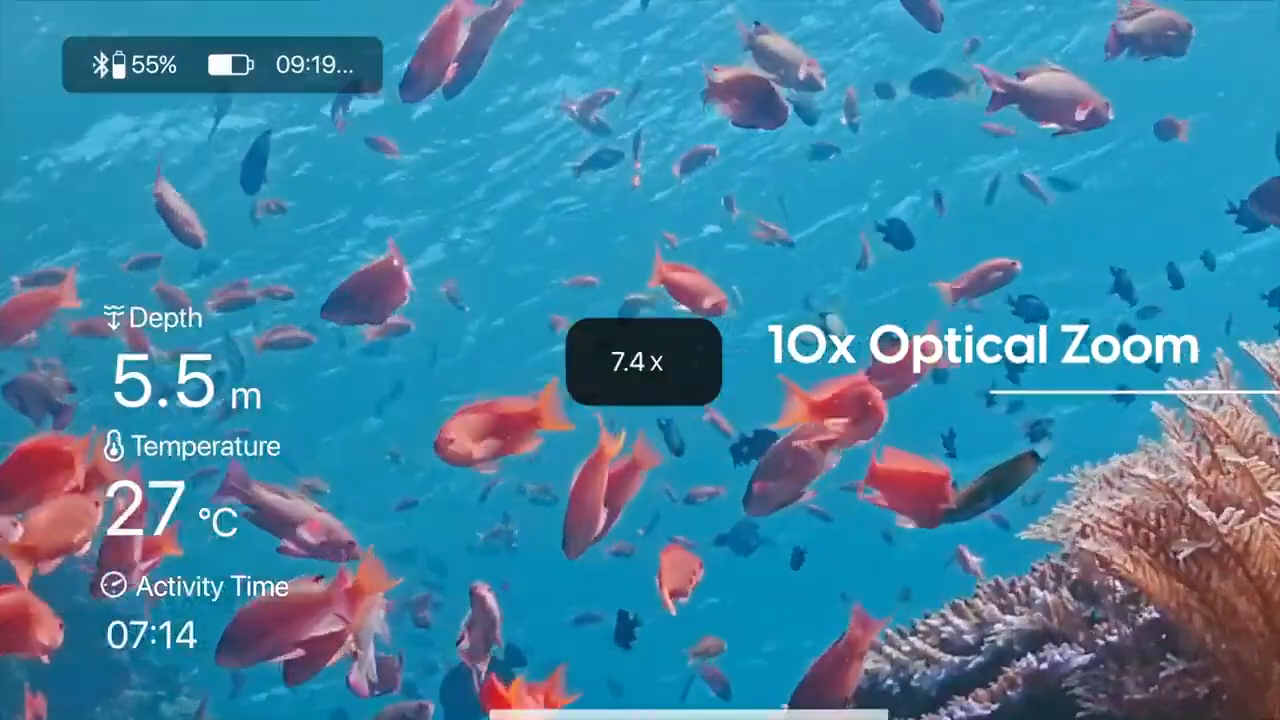 55% 09:19...
Depth
5.5 m
Temperature
27 °C
Activity Time
07:14
7.4 x
10x Optical Zoom